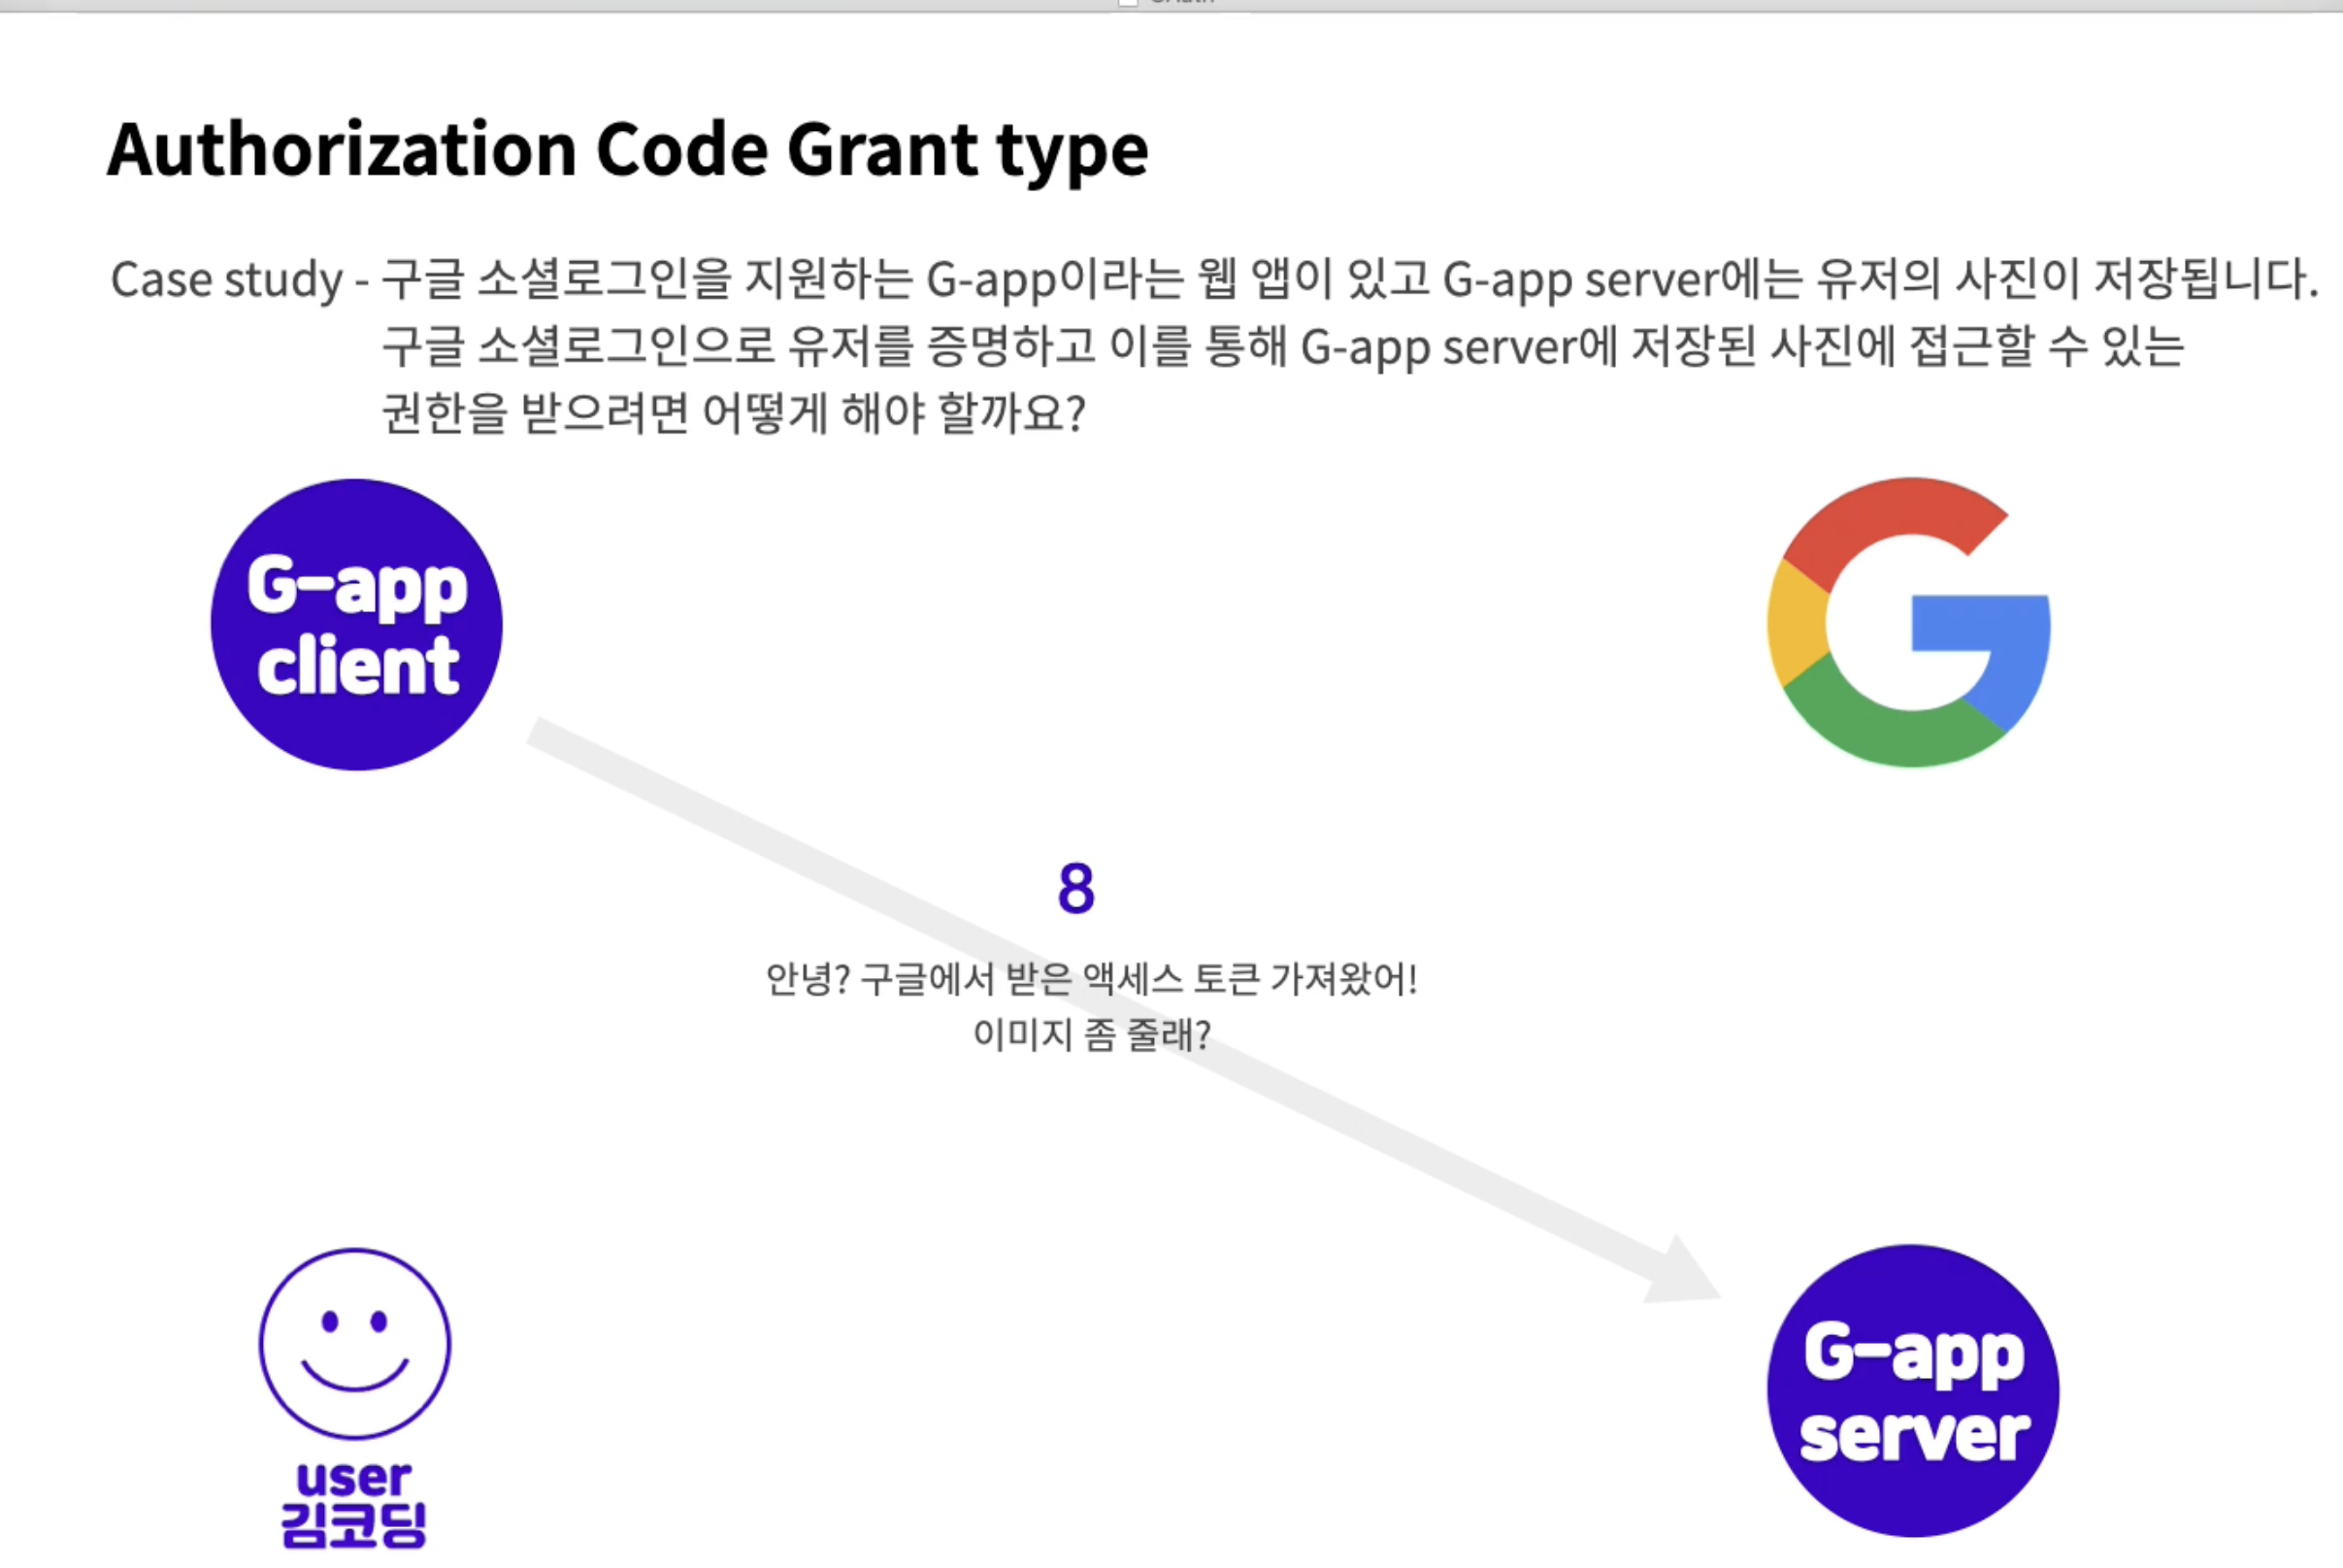 Authorization Code Grant type
Case study - 구글 소셜로그인을 지원하는 G-app이라는 웹 앱이 있고 G-app server에는 유저의 사진이 저장됩니다.
구글 소셜로그인으로 유저를 증명하고 이를 통해 G-app server에 저장된 사진에 접근할 수 있는
권한을 받으려면 어떻게 해야 할까요?
G-app
client
8
안녕? 구글에서 받은 액세스 토큰 가져왔어!
이미지 좀 줄래?
user
김코딩
G-app
server